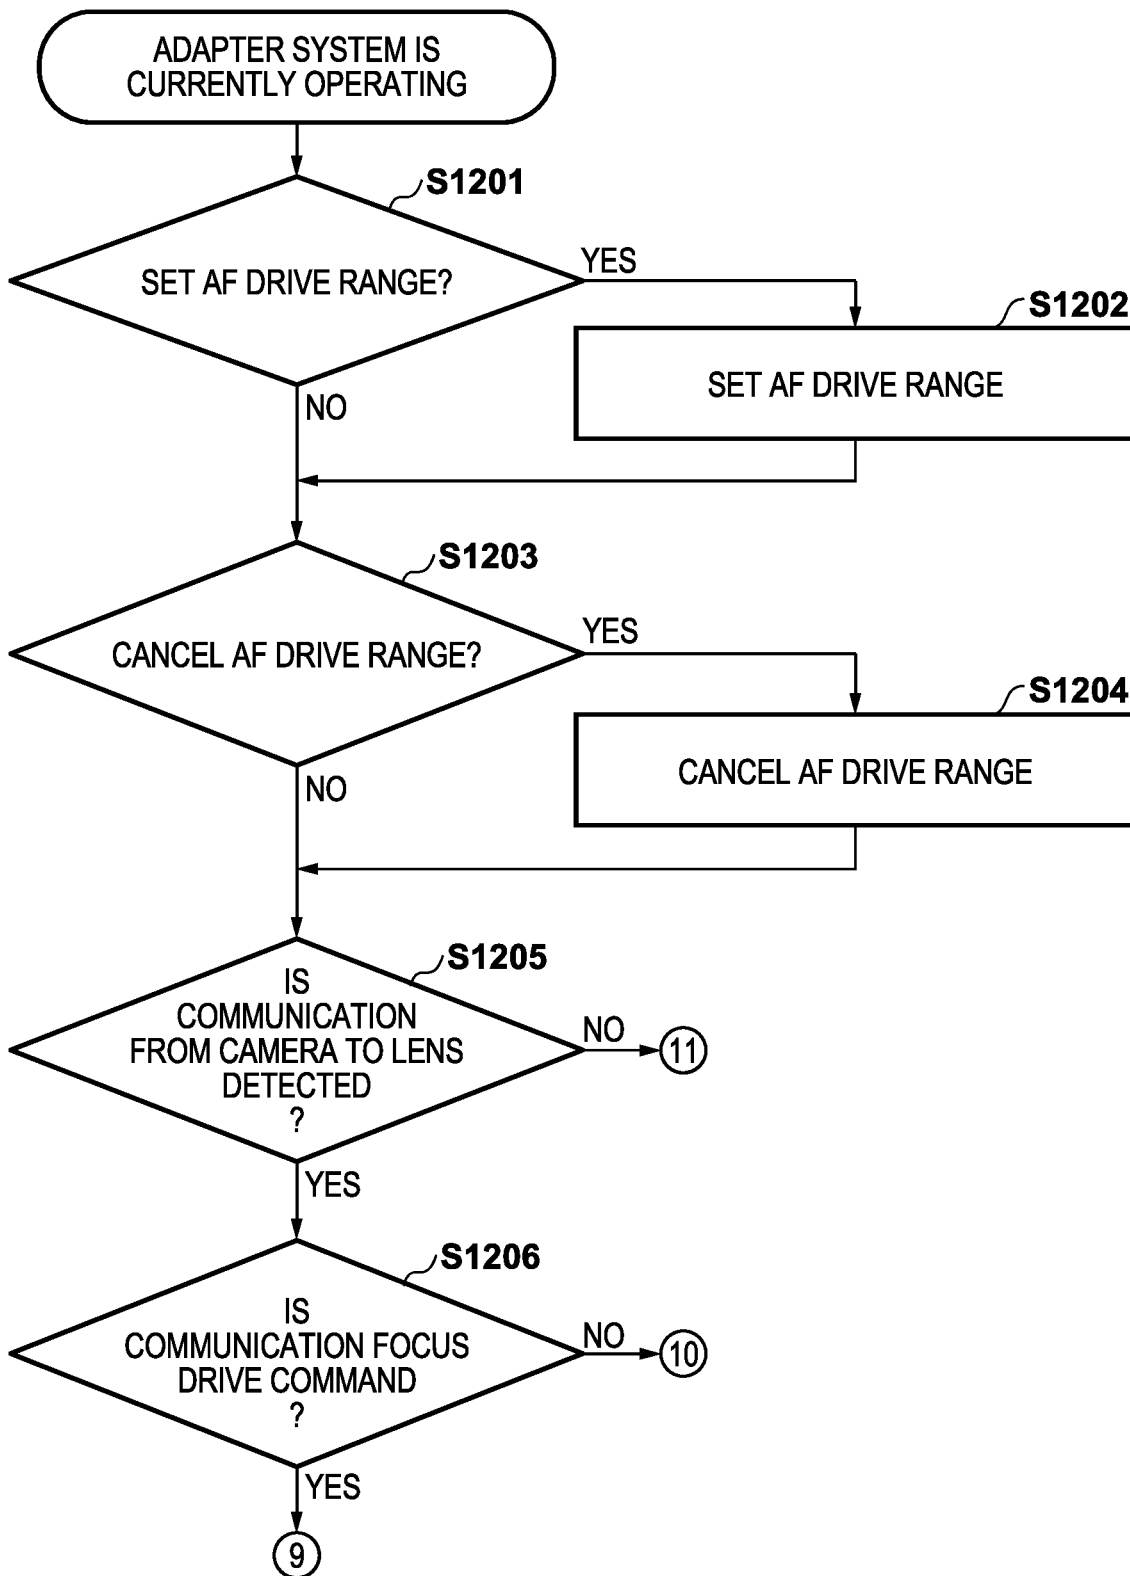 ADAPTER SYSTEM IS
CURRENTLY OPERATING
S1201
SET AF DRIVE RANGE?
YES
S1202
SET AF DRIVE RANGE
NO
S1203
CANCEL AF DRIVE RANGE?
YES
S1204
CANCEL AF DRIVE RANGE
NO
S1205
IS
COMMUNICATION
FROM CAMERA TO LENS
DETECTED
?
NO
11
YES
S1206
IS
COMMUNICATION FOCUS
DRIVE COMMAND
?
NO
10
YES
9